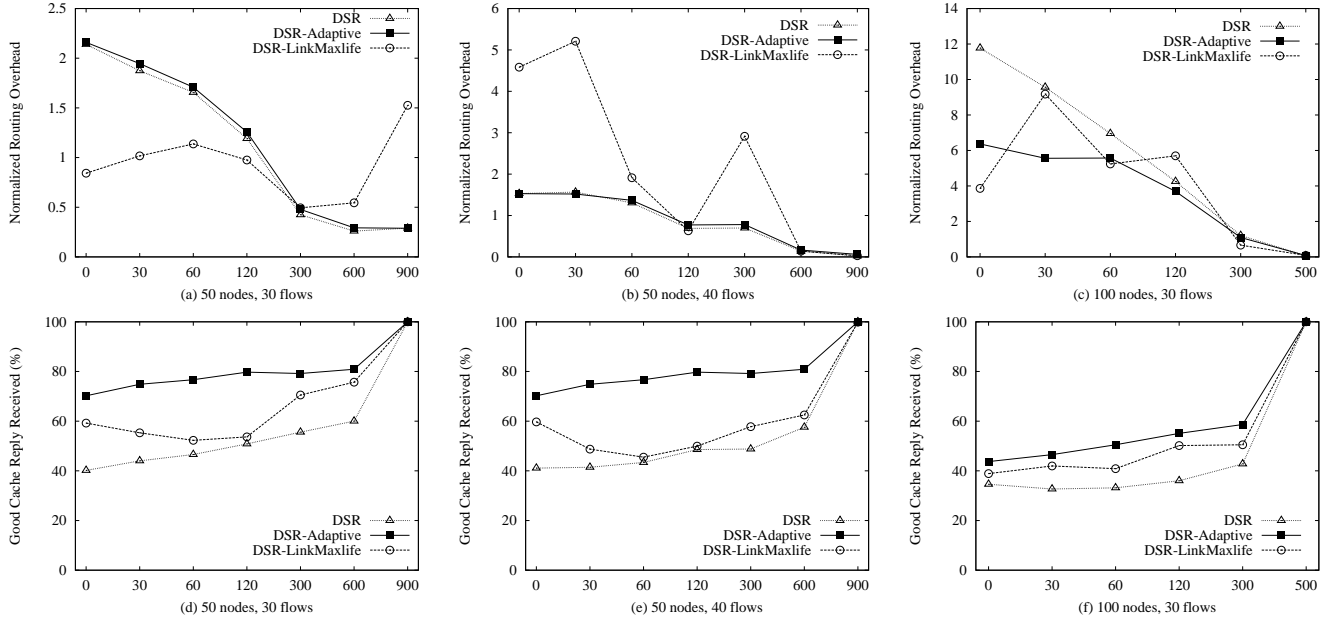 Normalized Routing Overhead
3
2.5
2
1.5
1
0.5
0
DSR
DSR-Adaptive
DSR-LinkMaxlife
0 30 60 120 300 600 900
(a) 50 nodes, 30 flows
Normalized Routing Overhead
6
5
4
3
2
1
0
DSR
DSR-Adaptive
DSR-LinkMaxlife
0 30 60 120 300 600 900
(b) 50 nodes, 40 flows
Normalized Routing Overhead
14
12
10
8
6
4
2
0
DSR
DSR-Adaptive
DSR-LinkMaxlife
0 30 60 120 300 500
(c) 100 nodes, 30 flows
Good Cache Reply Received (%)
100
80
60
40
20
0
DSR
DSR-Adaptive
DSR-LinkMaxlife
0 30 60 120 300 600 900
(d) 50 nodes, 30 flows
Good Cache Reply Received (%)
100
80
60
40
20
0
DSR
DSR-Adaptive
DSR-LinkMaxlife
0 30 60 120 300 600 900
(e) 50 nodes, 40 flows
Good Cache Reply Received (%)
100
80
60
40
20
0
DSR
DSR-Adaptive
DSR-LinkMaxlife
0 30 60 120 300 500
(f) 100 nodes, 30 flows